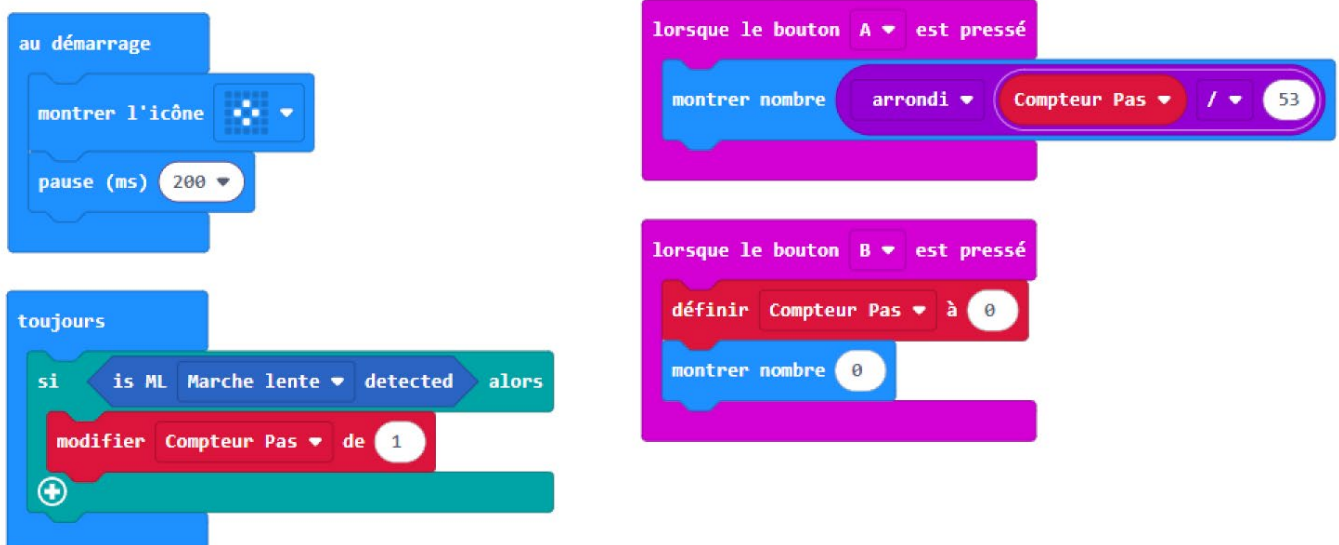 au démarrage
montrer l'icône
pause (ms) 200
toujours
si is ML Marche lente detected alors
modifier Compteur Pas de 1
lorsque le bouton A est pressé
montrer nombre arrondi Compteur Pas / 53
lorsque le bouton B est pressé
définir Compteur Pas à 0
montrer nombre 0